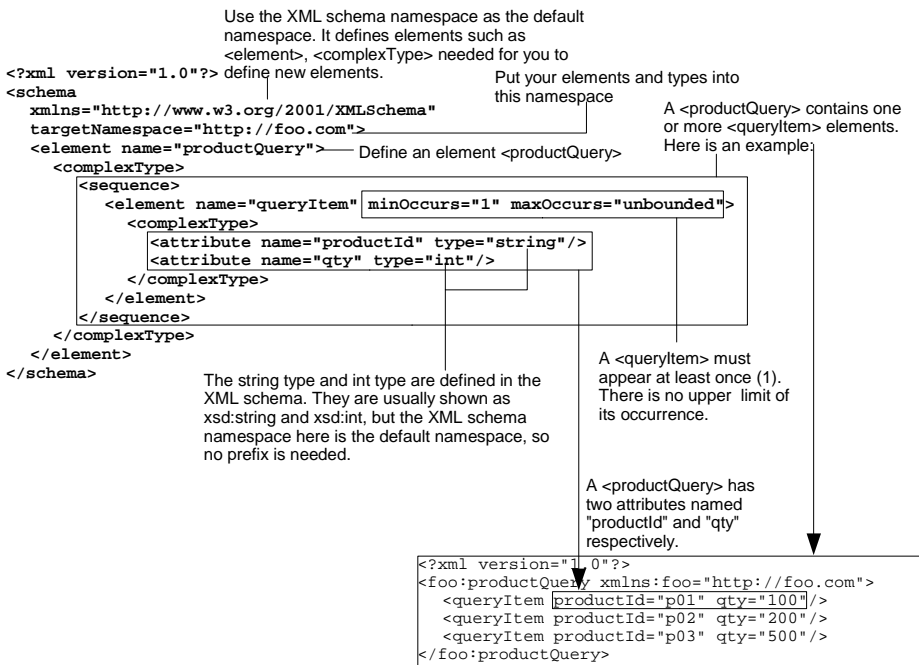 Use the XML schema namespace as the default
namespace. It defines elements such as
<element>, <complexType> needed for you to
define new elements.
Put your elements and types into
this namespace
A <productQuery> contains one
or more <queryItem> elements.
Here is an example:
<?xml version="1.0"?>
<schema
xmlns="http://www.w3.org/2001/XMLSchema"
targetNamespace="http://foo.com">
<element name="productQuery">
Define an element <productQuery>
<complexType>
<sequence>
<element name="queryItem" minOccurs="1" maxOccurs="unbounded">
<complexType>
<attribute name="productId" type="string"/>
<attribute name="qty" type="int"/>
</complexType>
</element>
</sequence>
</complexType>
</element>
</schema>
A <queryItem> must
appear at least once (1).
There is no upper limit of
its occurrence.
The string type and int type are defined in the
XML schema. They are usually shown as
xsd:string and xsd:int, but the XML schema
namespace here is the default namespace, so
no prefix is needed.
A <productQuery> has
two attributes named
"productId" and "qty"
respectively.
<?xml version="1.0"?>
<foo:productQuery xmlns:foo="http://foo.com">
<queryItem productId="p01" qty="100"/>
<queryItem productId="p02" qty="200"/>
<queryItem productId="p03" qty="500"/>
</foo:productQuery>